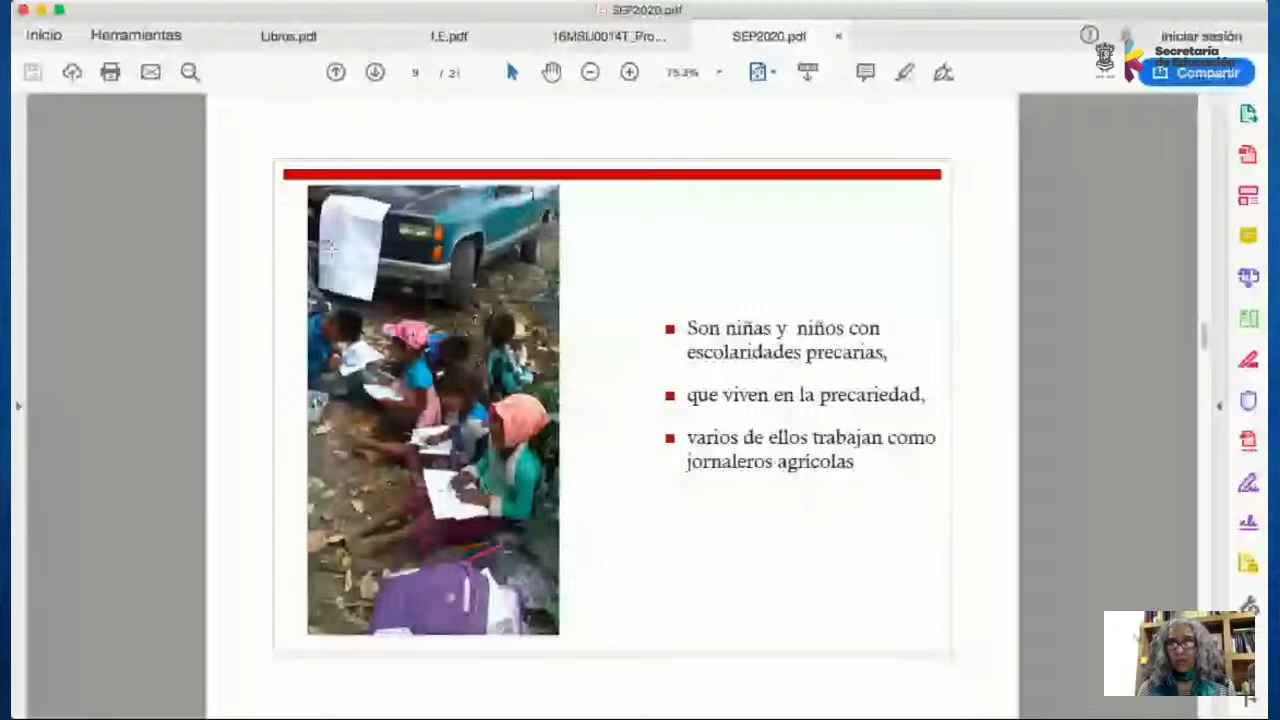 SEP2020.pdf
Inicio Herramientas Libros.pdf I.E.pdf 16MSU0014T_Pro... SEP2020.pdf × Iniciar sesión
Secretaría
de Educación
9 / 2 75.3% Compartir
Son niñas y niños con
escolaridades precarias,
que viven en la precariedad,
varios de ellos trabajan como
jornaleros agrícolas